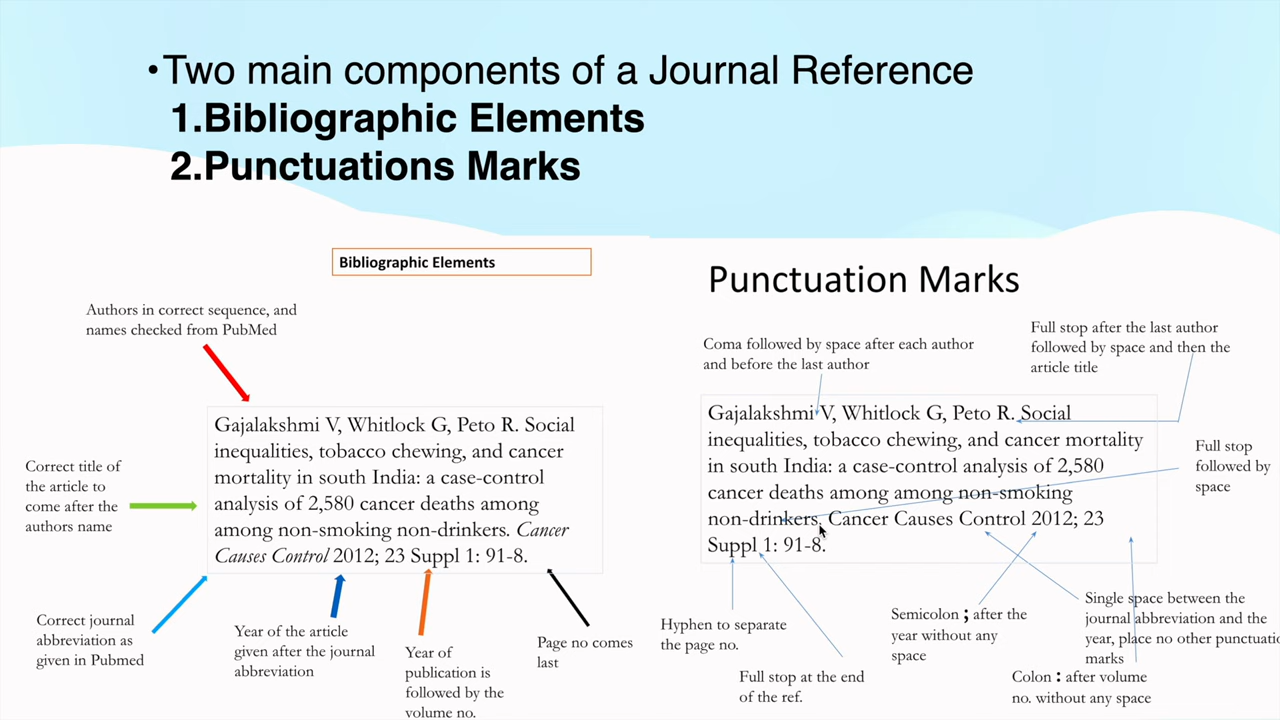 •Two main components of a Journal Reference
1.Bibliographic Elements
2.Punctuations Marks
Bibliographic Elements
Authors in correct sequence, and
names checked from PubMed
Gajalakshmi V, Whitlock G, Peto R. Social
inequalities, tobacco chewing, and cancer
mortality in south India: a case-control
analysis of 2,580 cancer deaths among
among non-smoking non-drinkers. Cancer
Causes Control 2012; 23 Suppl 1: 91-8.
Correct title of
the article to
come after the
authors name
Correct journal
abbreviation as
given in Pubmed
Year of the article
given after the journal
abbreviation
Year of
publication is
followed by the
volume no.
Page no comes
last
Punctuation Marks
Coma followed by space after each author
and before the last author
Full stop after the last author
followed by space and then the
article title
Gajalakshmi V, Whitlock G, Peto R. Social
inequalities, tobacco chewing, and cancer mortality
in south India: a case-control analysis of 2,580
cancer deaths among among non-smoking
non-drinkers. Cancer Causes Control 2012; 23
Suppl 1: 91-8.
Full stop
followed by
space
Hyphen to separate
the page no.
Full stop at the end
of the ref.
Semicolon ; after the
year without any
space
Single space between the
journal abbreviation and the
year, place no other punctuatio
marks
Colon : after volume
no. without any space